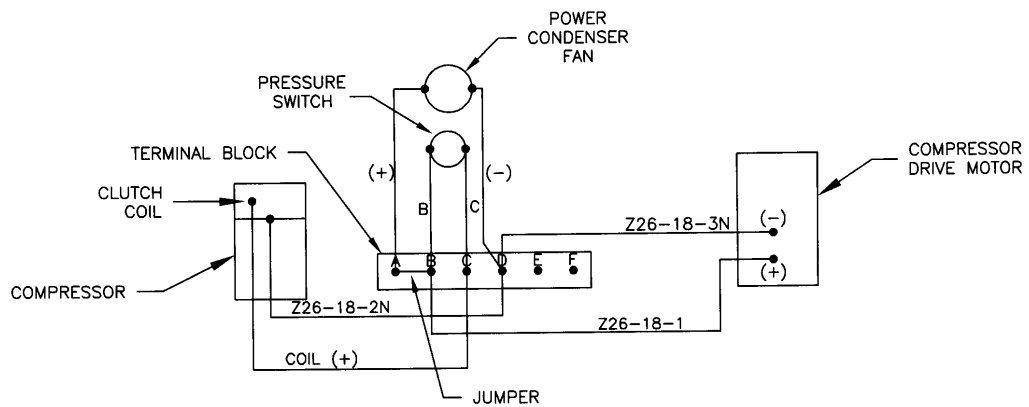 POWER
CONDENSER
FAN
PRESSURE
SWITCH
TERMINAL BLOCK
(+)
(-)
COMPRESSOR
DRIVE MOTOR
CLUTCH
COIL
B
C
Z26-18-3N
(-)
A B C D E F
(+)
COMPRESSOR
Z26-18-2N
Z26-18-1
COIL (+)
JUMPER